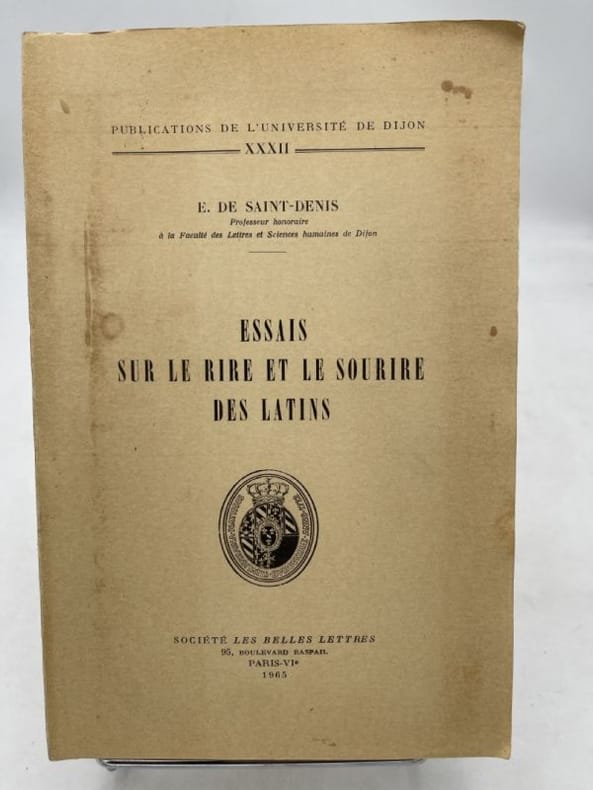 PUBLICATIONS DE L'UNIVERSITÉ DE DIJON
XXXII
E. DE SAINT-DENIS
Professeur honoraire
à la Faculté des Lettres et Sciences humaines de Dijon
ESSAIS
SUR LE RIRE ET LE SOURIRE
DES LATINS
SOCIÉTÉ LES BELLES LETTRES
95, BOULEVARD RASPAIL
PARIS-VIe
1965